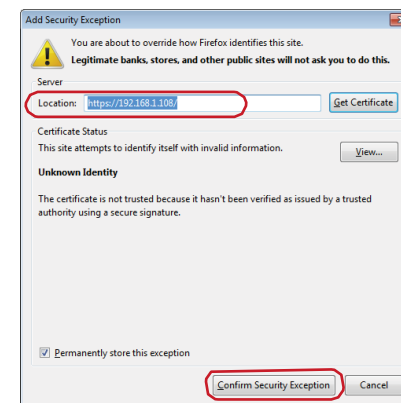 Add Security Exception
You are about to override how Firefox identifies this site.
Legitimate banks, stores, and other public sites will not ask you to do this.
Server
Location: https://192.168.1.108/ Get Certificate
Certificate Status
This site attempts to identify itself with invalid information. View...
Unknown Identity
The certificate is not trusted because it hasn't been verified as issued by a trusted
authority using a secure signature.
Permanently store this exception
Confirm Security Exception Cancel